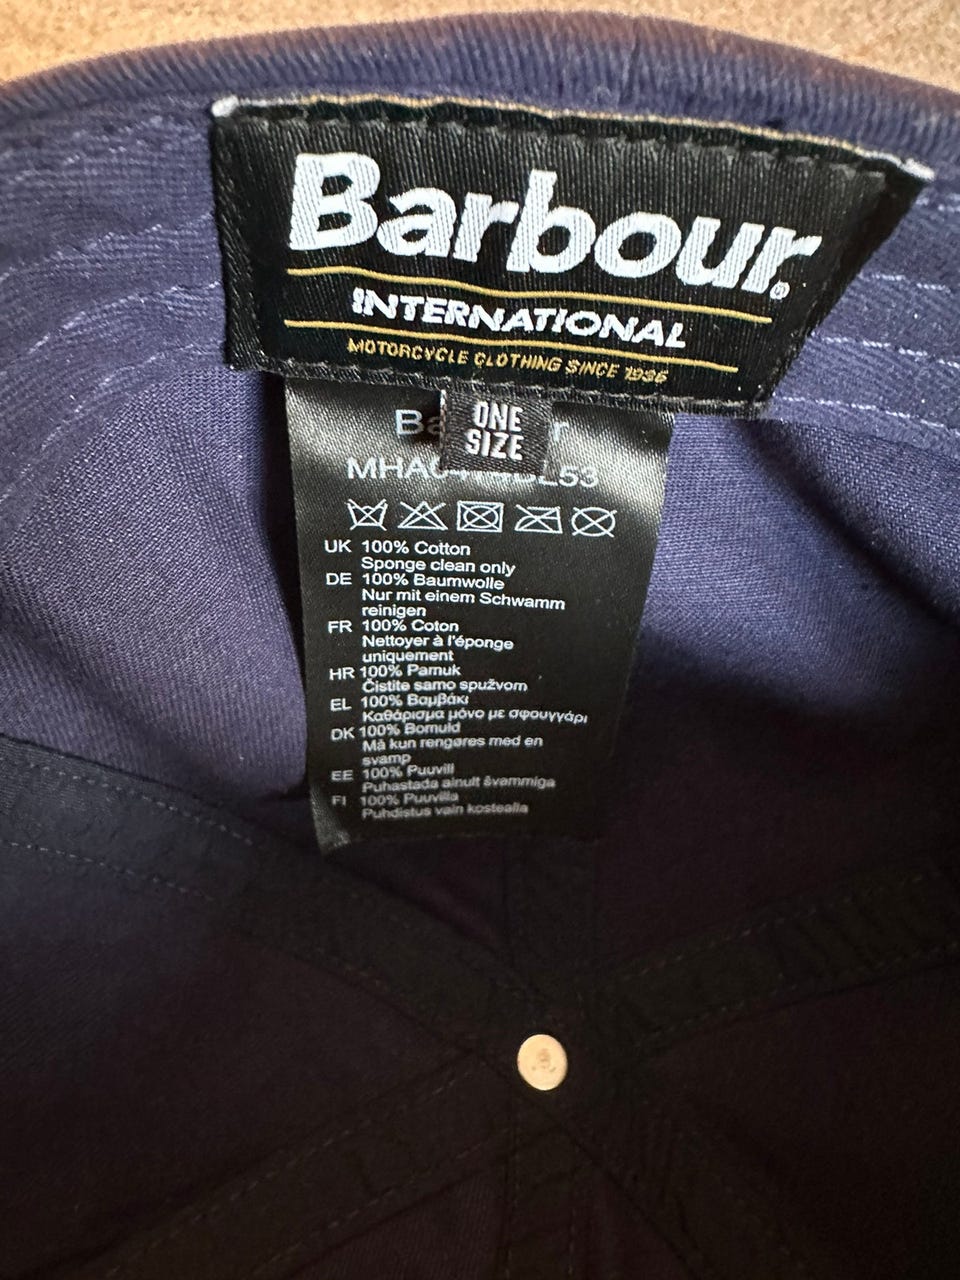 Barbour®
INTERNATIONAL
MOTORCYCLE CLOTHING SINCE 1936
ONE
SIZE
UK 100% Cotton
Sponge clean only
DE 100% Baumwolle
Nur mit einem Schwamm
reinigen
FR 100% Coton
Nettoyer à l'éponge
uniquement
HR 100% Pamuk
Čistite samo spužvom
EL 100% Βαμβάκι
Καθάρισμα μόνο με σφουγγάρι
DK 100% Bomuld
Må kun rengøres med en
svamp
EE 100% Puuvill
Puhastada ainult švammiga
FI 100% Puuvilla
Puhdistus vain kostealla